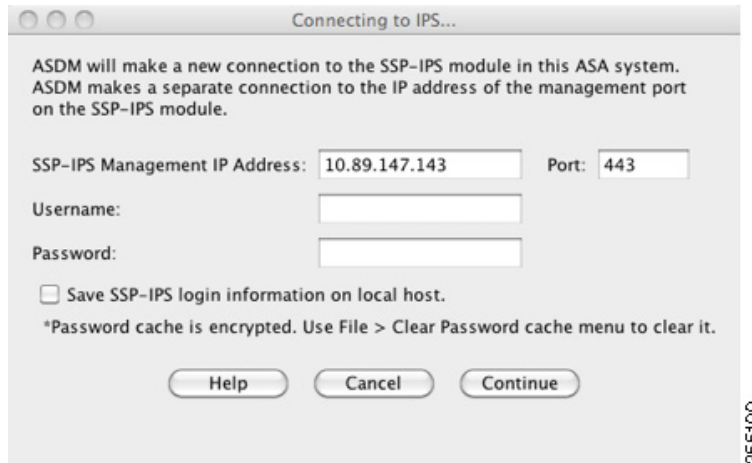 Connecting to IPS...
ASDM will make a new connection to the SSP-IPS module in this ASA system.
ASDM makes a separate connection to the IP address of the management port
on the SSP-IPS module.
SSP-IPS Management IP Address: 10.89.147.143 Port: 443
Username:
Password:
Save SSP-IPS login information on local host.
*Password cache is encrypted. Use File > Clear Password cache menu to clear it.
Help Cancel Continue